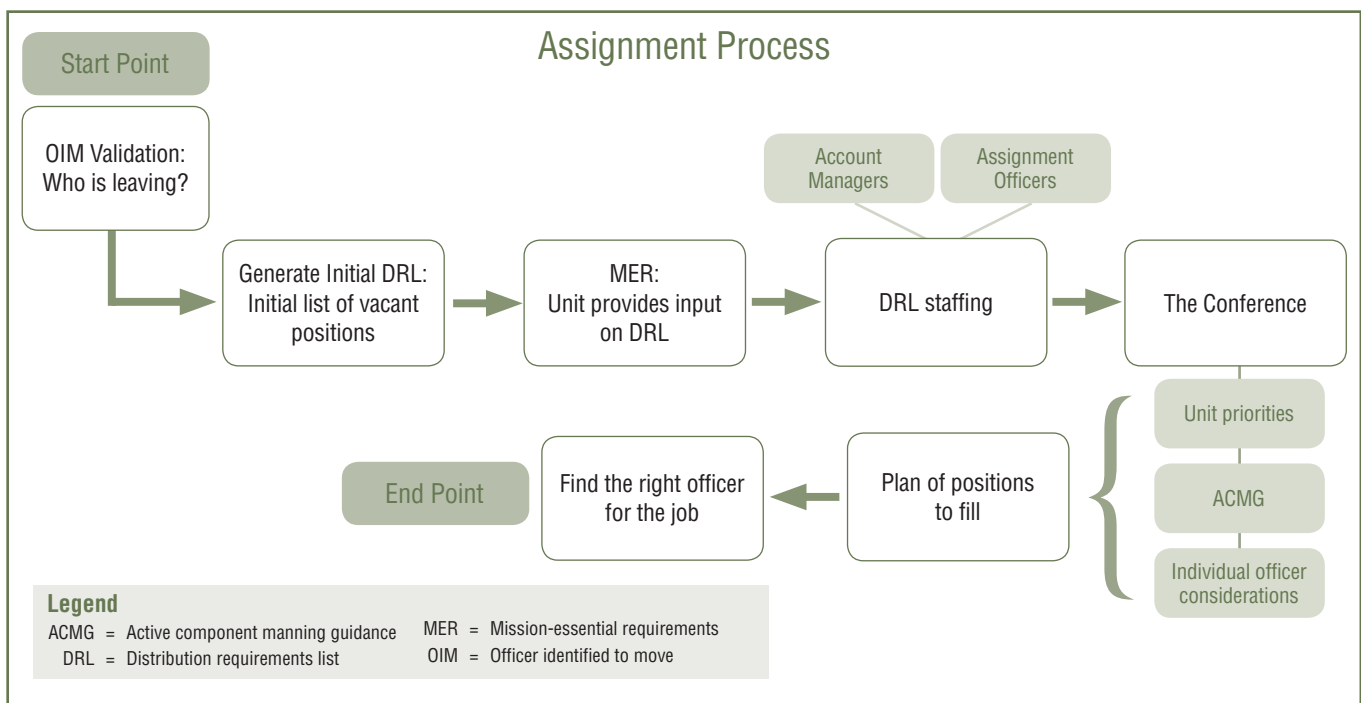 Assignment Process
Start Point
OIM Validation:
Who is leaving?
Generate Initial DRL:
Initial list of vacant
positions
MER:
Unit provides input
on DRL
Account
Managers
Assignment
Officers
DRL staffing
The Conference
Unit priorities
ACMG
Individual officer
considerations
Plan of positions
to fill
Find the right officer
for the job
End Point
Legend
ACMG = Active component manning guidance
DRL = Distribution requirements list
MER = Mission-essential requirements
OIM = Officer identified to move